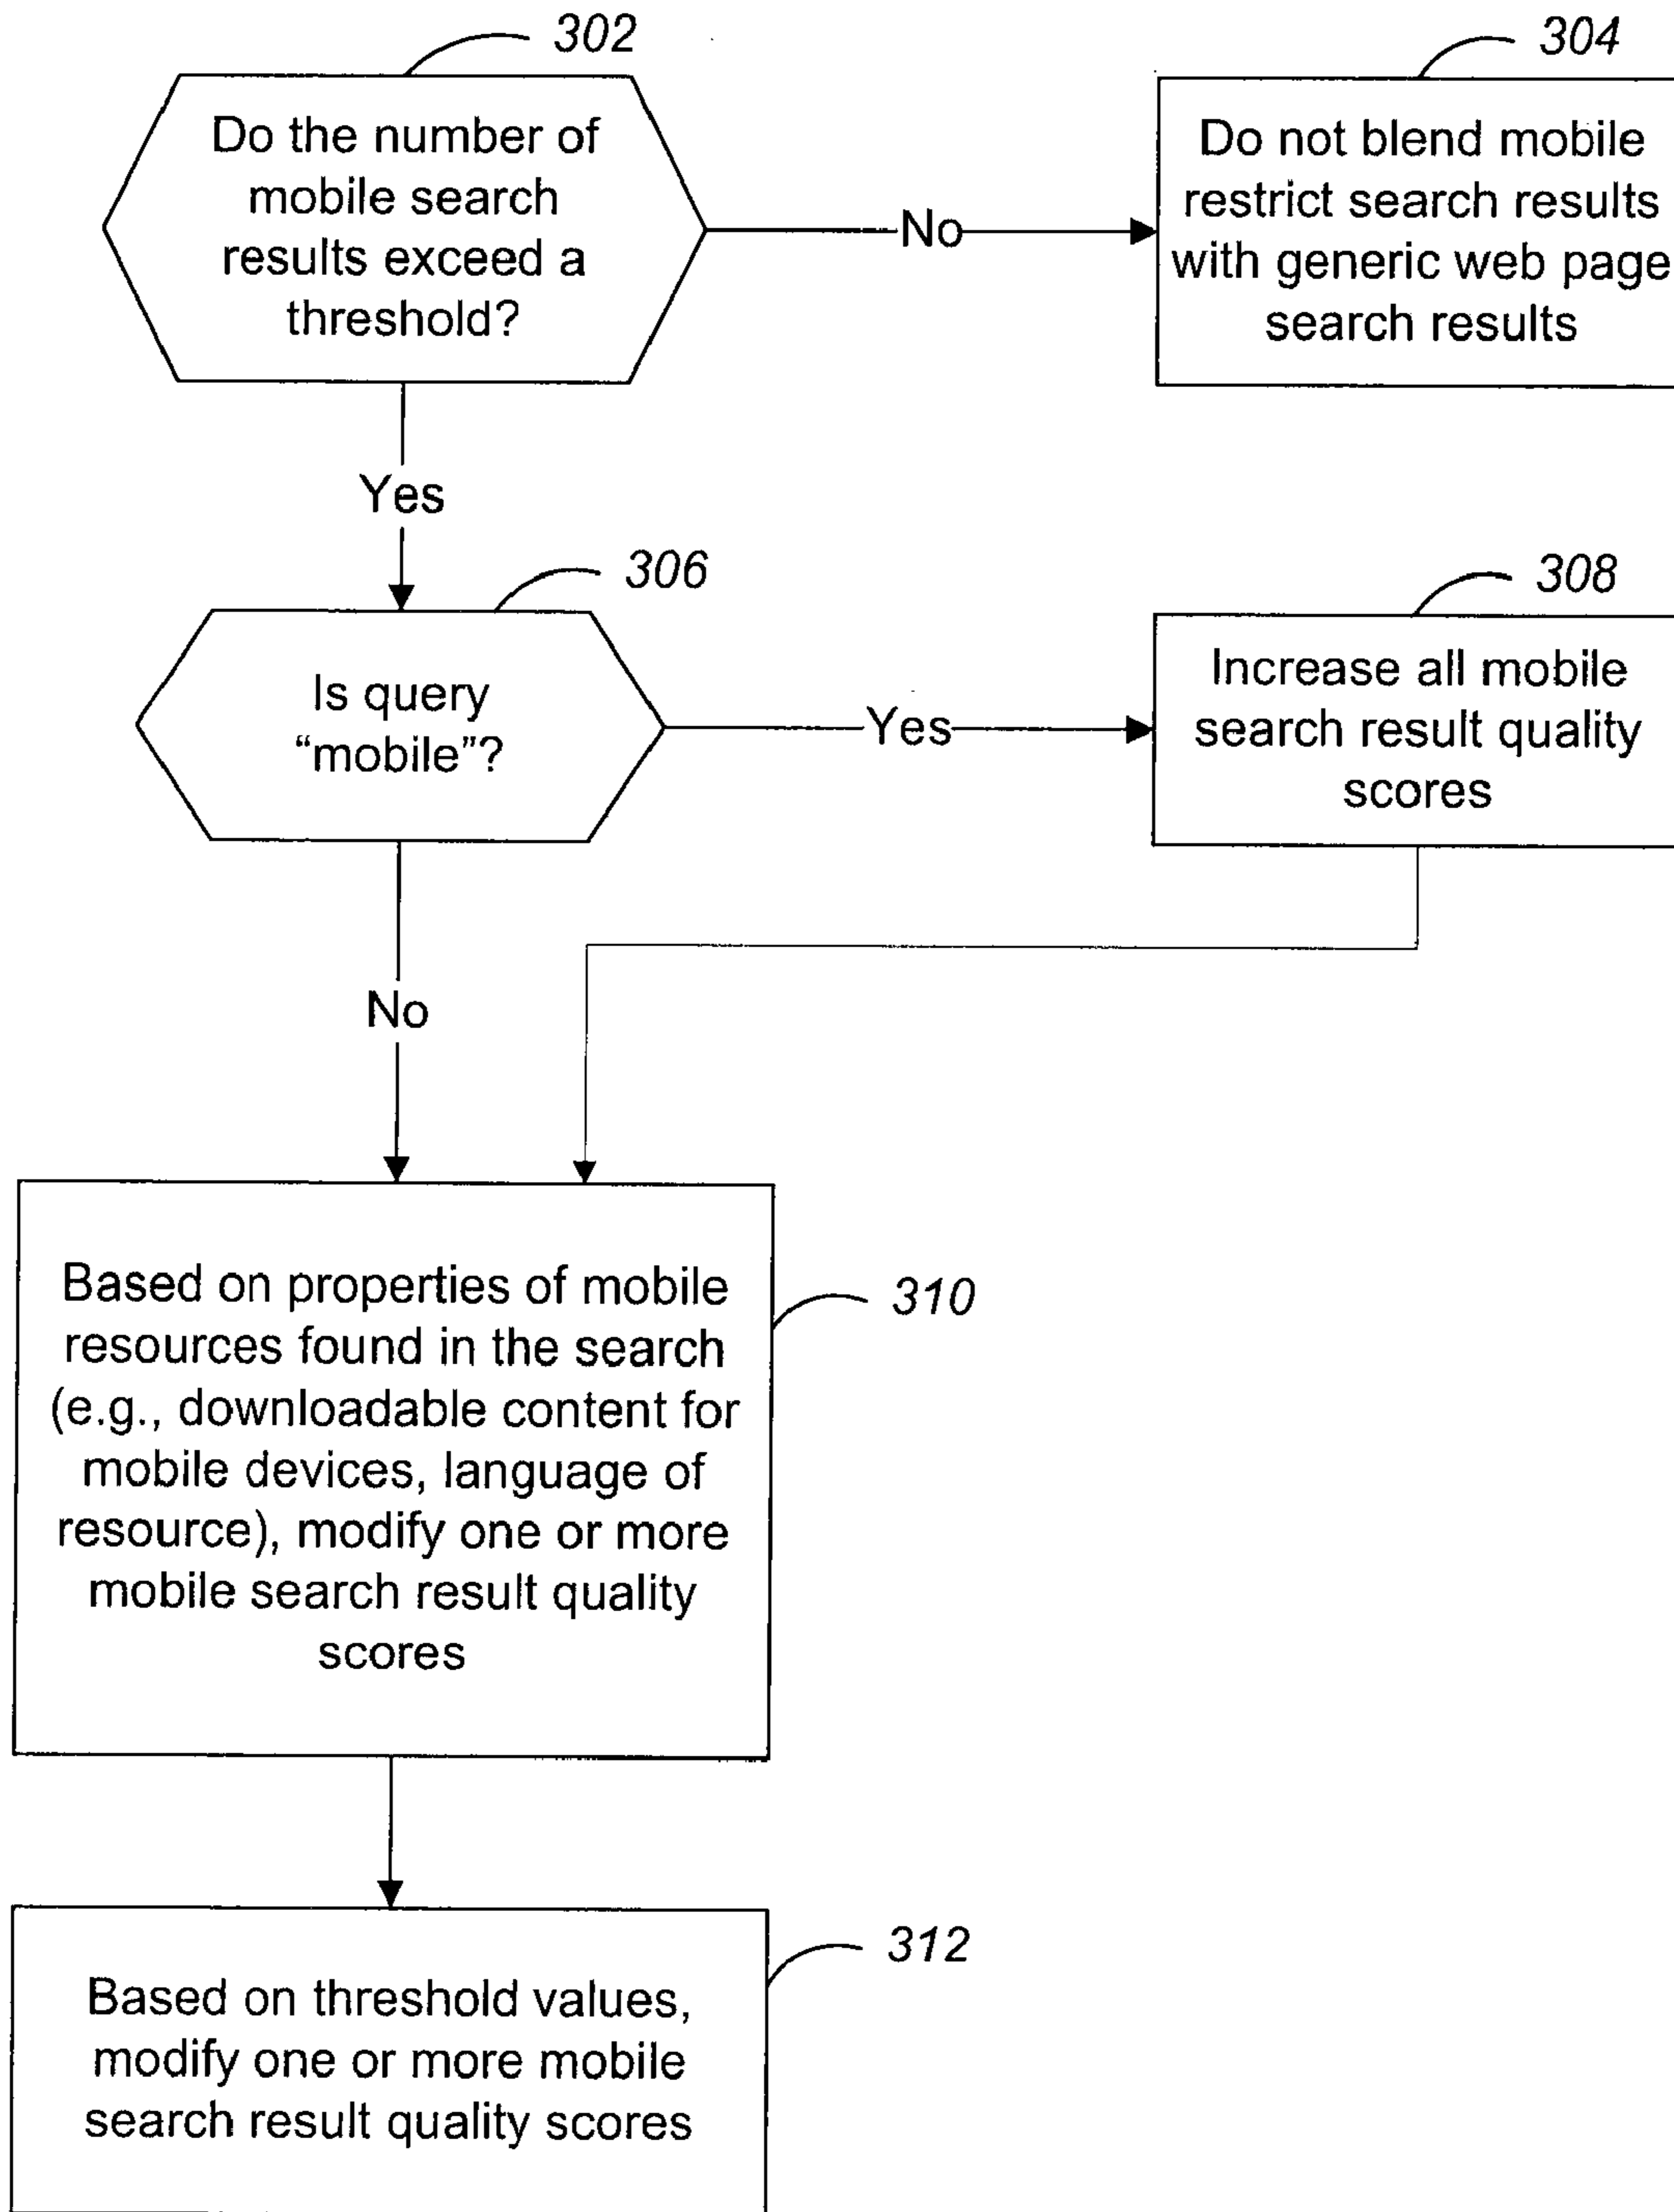 302
Do the number of
mobile search
results exceed a
threshold?
No
304
Do not blend mobile
restrict search results
with generic web page
search results
Yes
306
Is query
“mobile”?
Yes
308
Increase all mobile
search result quality
scores
No
310
Based on properties of mobile
resources found in the search
(e.g., downloadable content for
mobile devices, language of
resource), modify one or more
mobile search result quality
scores
312
Based on threshold values,
modify one or more mobile
search result quality scores